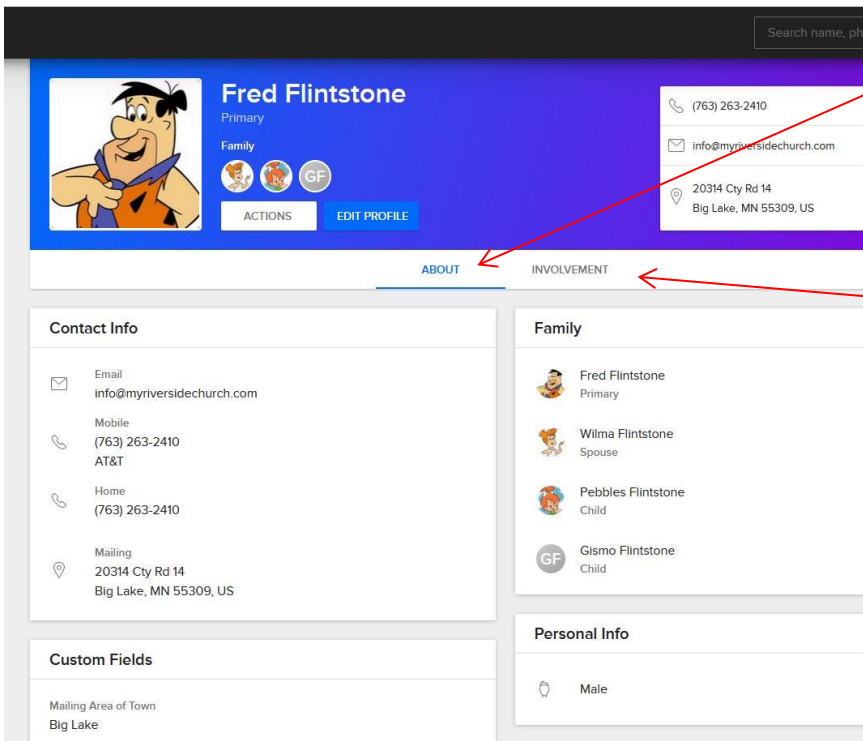 Search name, ph
Fred Flintstone
Primary
Family
GF
ACTIONS
EDIT PROFILE
(763) 263-2410
info@myriversidechurch.com
20314 Cty Rd 14
Big Lake, MN 55309, US
ABOUT
INVOLVEMENT
Contact Info
Email
info@myriversidechurch.com
Mobile
(763) 263-2410
AT&T
Home
(763) 263-2410
Mailing
20314 Cty Rd 14
Big Lake, MN 55309, US
Custom Fields
Mailing Area of Town
Big Lake
Family
Fred Flintstone
Primary
Wilma Flintstone
Spouse
Pebbles Flintstone
Child
GF
Gismo Flintstone
Child
Personal Info
Male